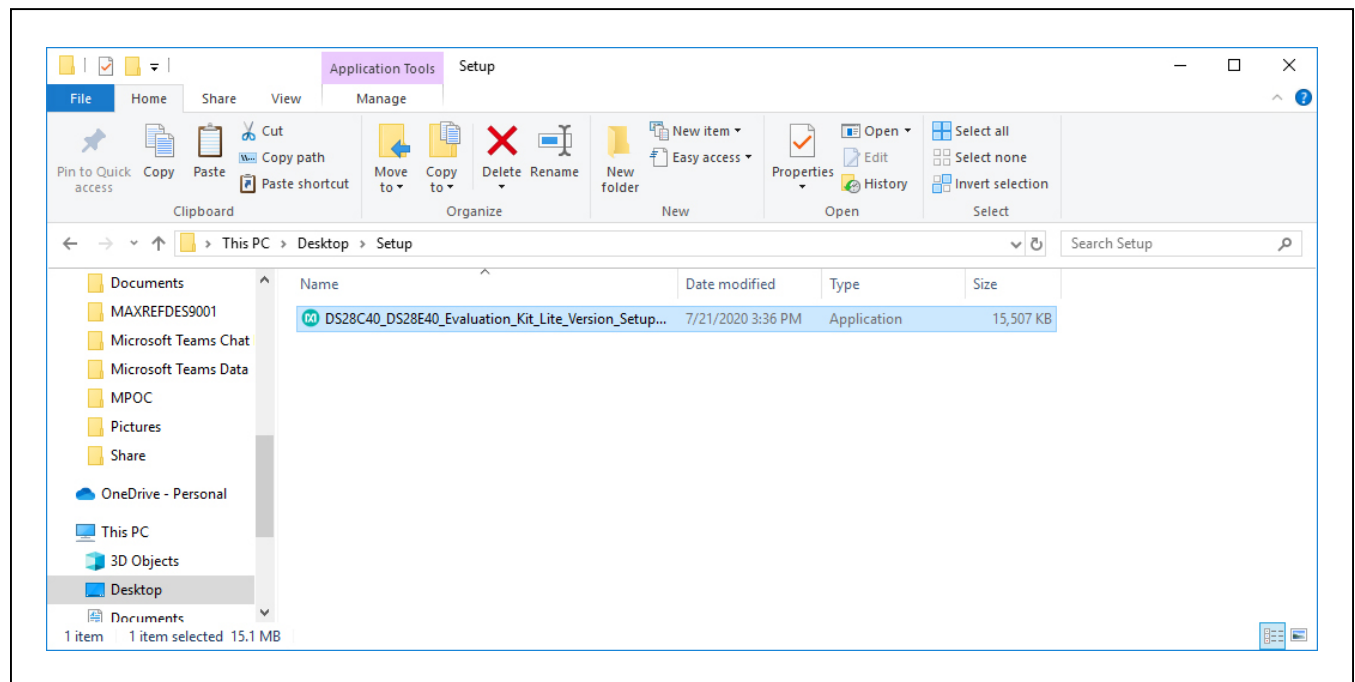 Application Tools Setup
File Home Share View Manage
Pin to Quick access
Copy
Paste
Cut
Copy path
Paste shortcut
Clipboard
Move to
Copy to
Delete
Rename
Organize
New folder
New item
Easy access
New
Properties
Open
Edit
History
Open
Select all
Select none
Invert selection
Select
This PC > Desktop > Setup
Search Setup
Name Date modified Type Size
DS28C40_DS28E40_Evaluation_Kit_Lite_Version_Setup... 7/21/2020 3:36 PM Application 15,507 KB
Documents
MAXREFDES9001
Microsoft Teams Chat
Microsoft Teams Data
MPOC
Pictures
Share
OneDrive - Personal
This PC
3D Objects
Desktop
Documents
1 item 1 item selected 15.1 MB